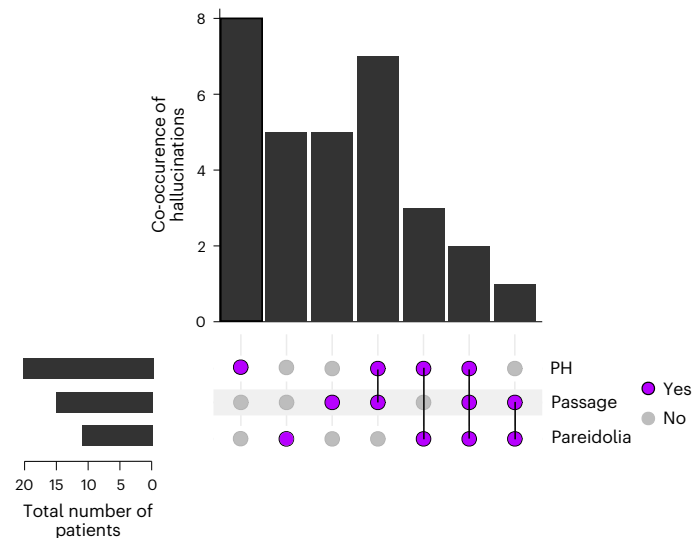 Co-occurence of
hallucinations
8
6
4
2
0
PH
Passage
Pareidolia
Yes
No
20 15 10 5 0
Total number of
patients